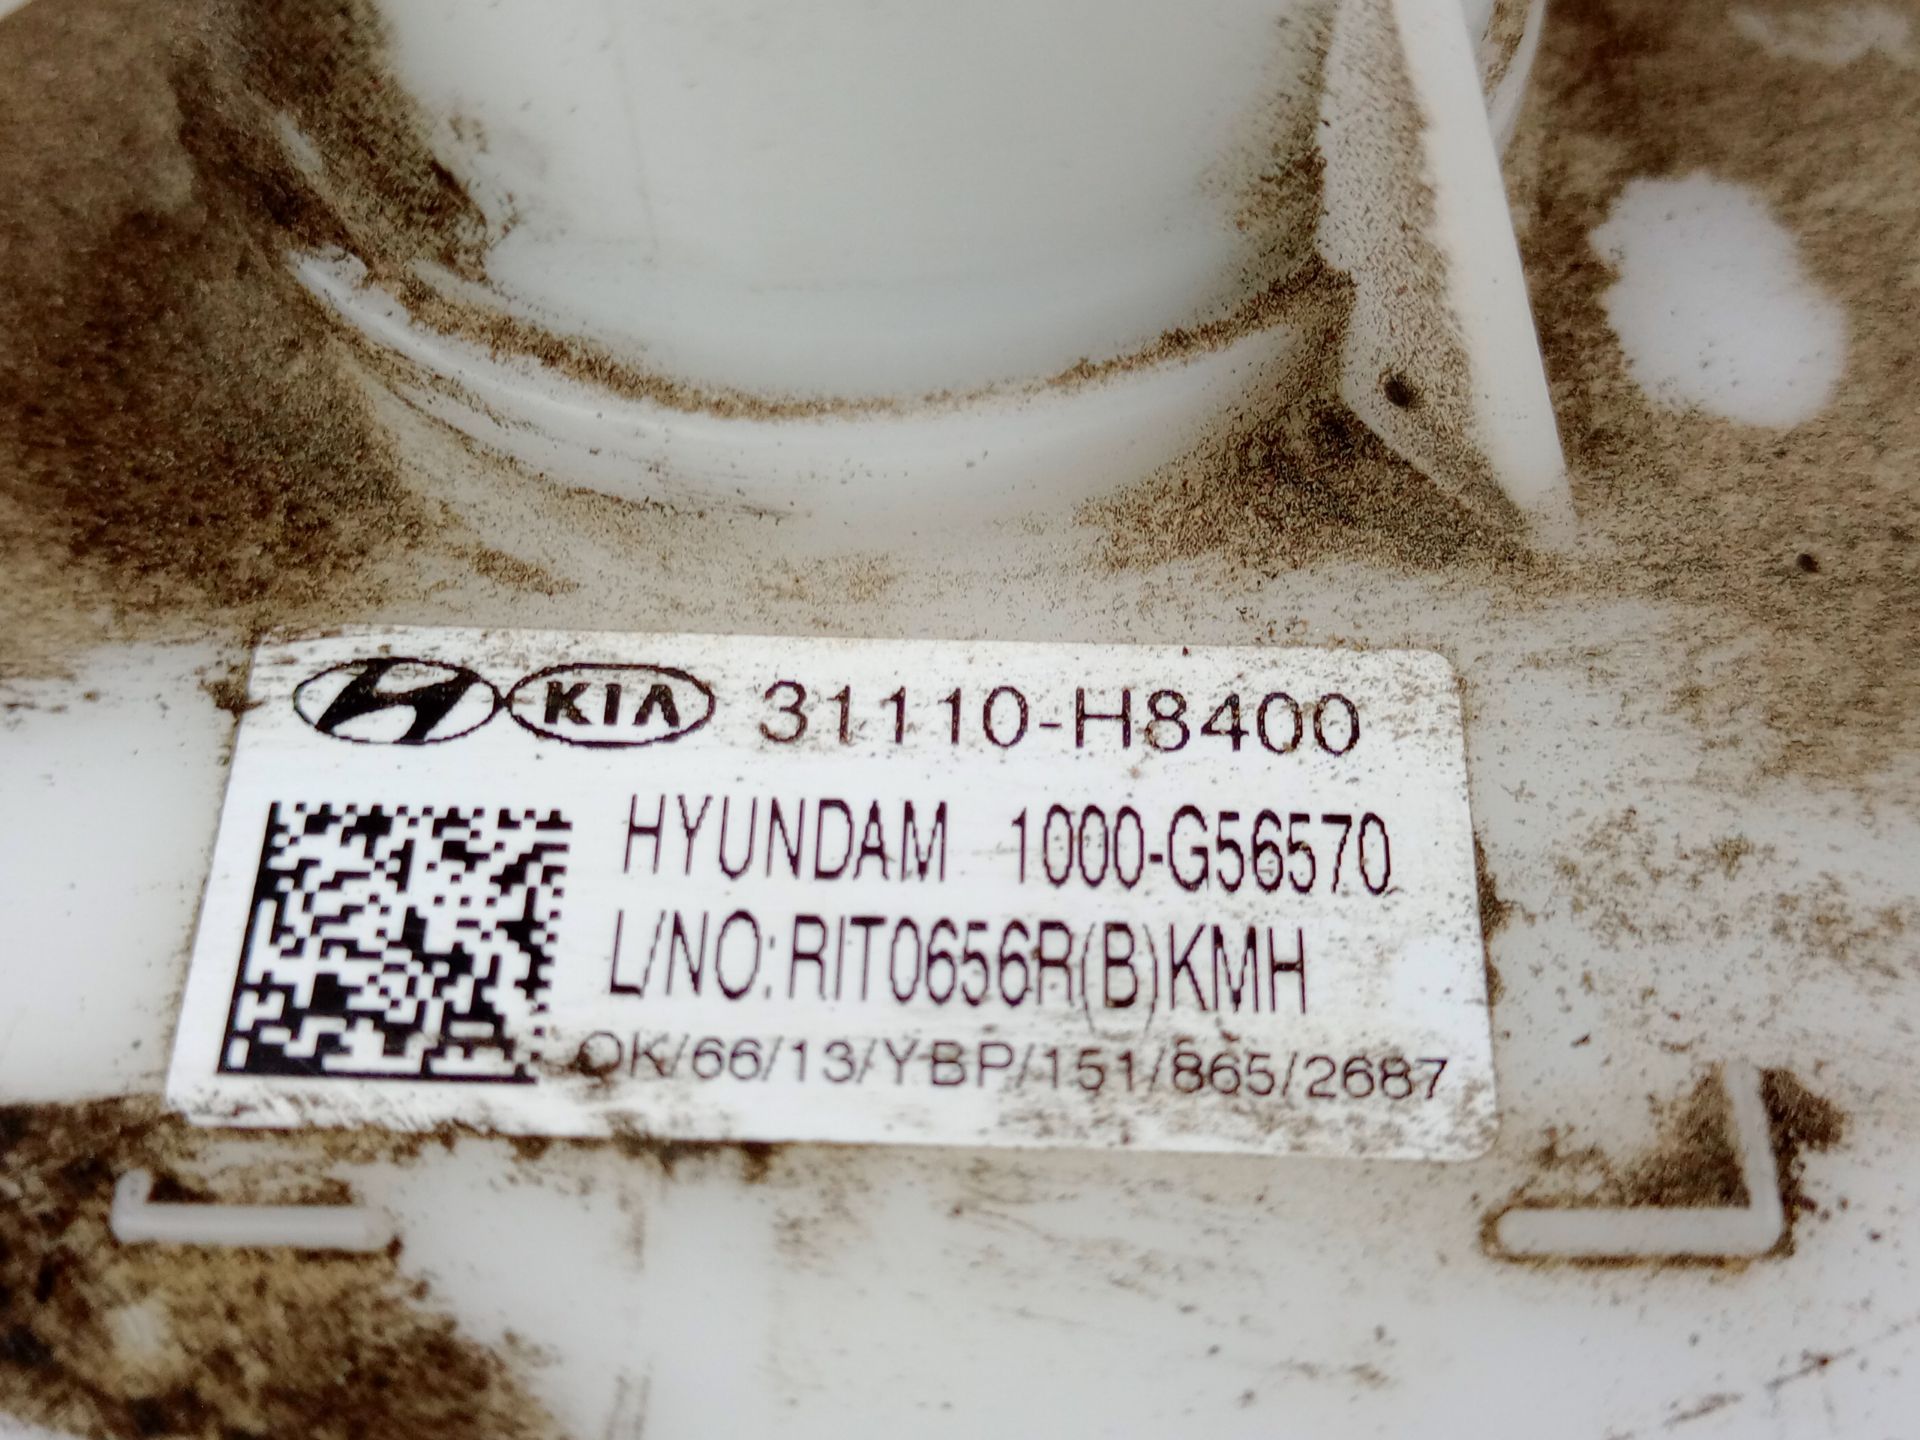 KIA 31110-H8400
HYUNDAM 1000-G56570
L/NO:RIT0656R(B)KMH
OK/66/13/YBP/151/865/2687